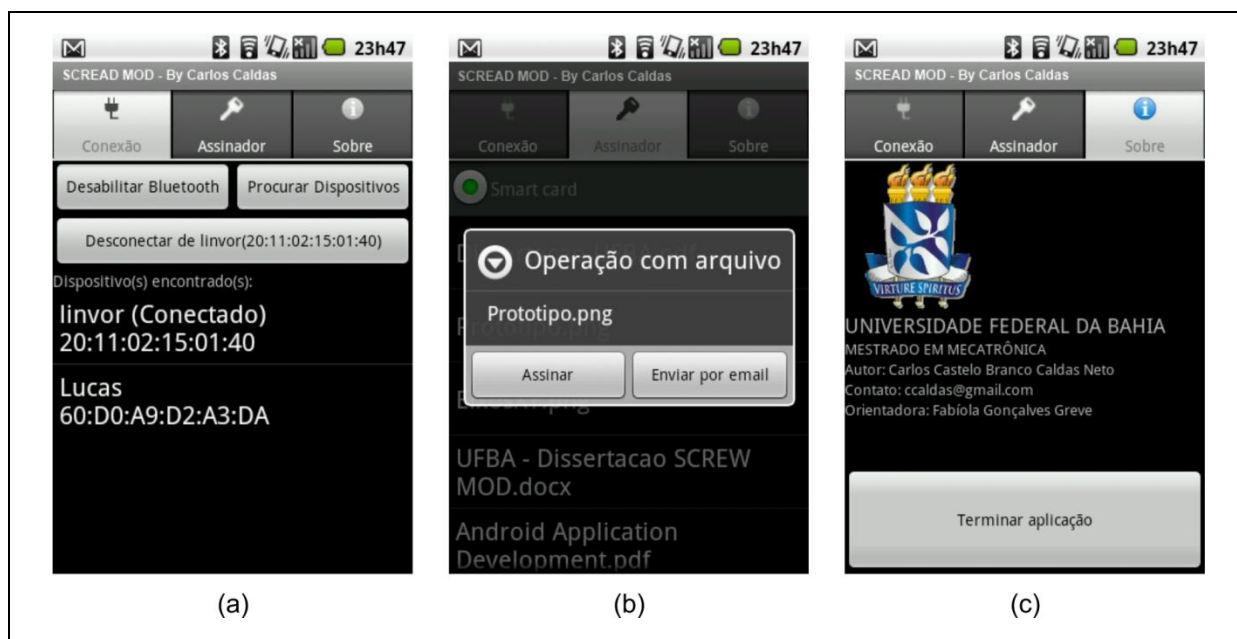 23h47
SCREAD MOD - By Carlos Caldas
Conexão
Assinador
Sobre
Desabilitar Bluetooth
Procurar Dispositivos
Desconectar de linvor(20:11:02:15:01:40)
Dispositivo(s) encontrado(s):
linvor (Conectado)
20:11:02:15:01:40
Lucas
60:D0:A9:D2:A3:DA
(a)
23h47
SCREAD MOD - By Carlos Caldas
Conexão
Assinador
Sobre
Smart card
Operação com arquivo
Prototipo.png
Assinar
Enviar por email
UFBA - Dissertacao SCREW
MOD.docx
Android Application
Development.pdf
(b)
23h47
SCREAD MOD - By Carlos Caldas
Conexão
Assinador
Sobre
VIRTURE SPIRITUS
UNIVERSIDADE FEDERAL DA BAHIA
MESTRADO EM MECATRÔNICA
Autor: Carlos Castelo Branco Caldas Neto
Contato: ccaldas@gmail.com
Orientadora: Fabíola Gonçalves Greve
Terminar aplicação
(c)